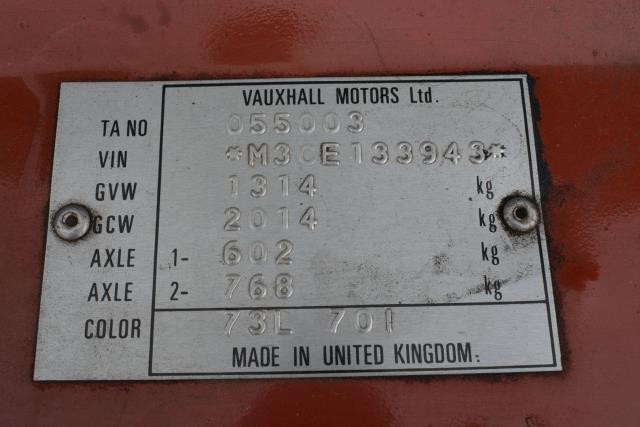 VAUXHALL MOTORS Ltd.
TA NO 055003
VIN *M3CE133943*
GVW 1314 kg
GCW 2014 kg
AXLE 1- 602 kg
AXLE 2- 768 kg
COLOR 73L 701
MADE IN UNITED KINGDOM.